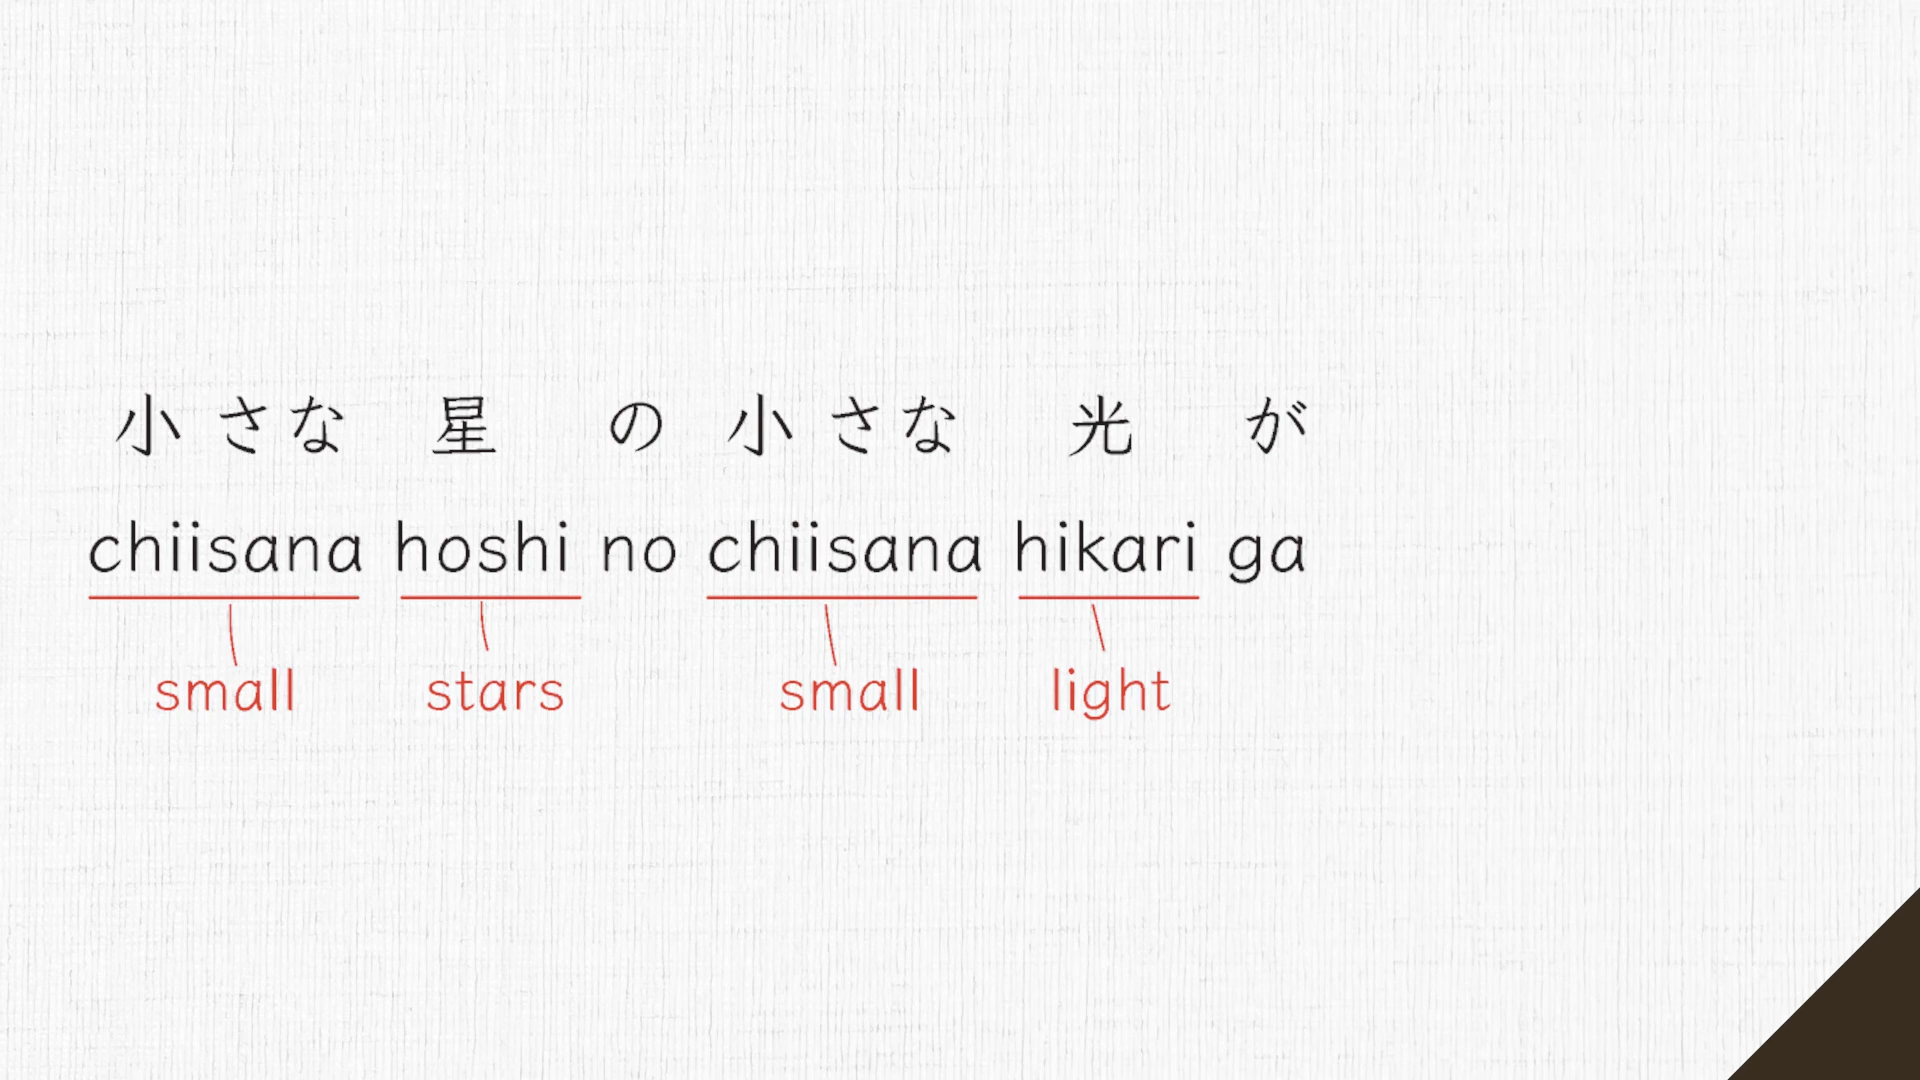 小さな 星 の 小さな 光 が
chiisana hoshi no chiisana hikari ga
small stars small light